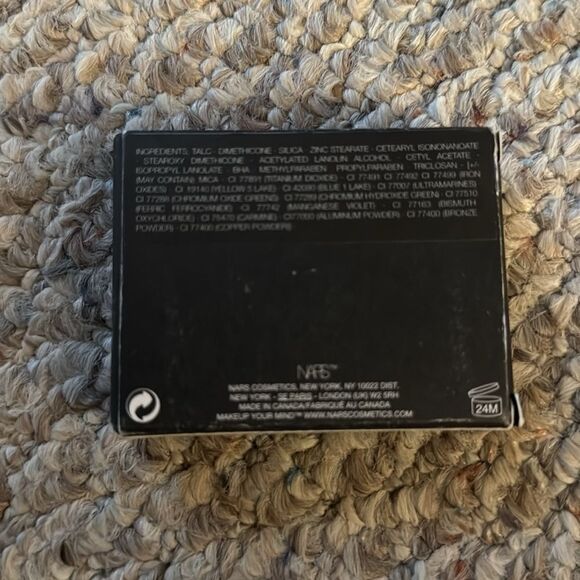 INGREDIENTS: TALC - DIMETHICONE - SILICA - ZINC STEARATE - CETEARYL ISONONANOATE
- STEAROXY DIMETHICONE - ACETYLATED LANOLIN ALCOHOL - CETYL ACETATE -
ISOPROPYL LANOLATE - BHA METHYLPARABEN - PROPYLPARABEN - TRICLOSAN - [+/-
(MAY CONTAIN) MICA - CI 77891 (TITANIUM DIOXIDE) - CI 77491 CI 77492 CI 77499 (IRON
OXIDES) - CI 19140 (YELLOW 5 LAKE) - CI 42090 (BLUE 1 LAKE) - CI 77007 (ULTRAMARINES)
CI 77288 (CHROMIUM OXIDE GREENS) - CI 77289 (CHROMIUM HYDROXIDE GREEN) - CI 77510
(FERRIC FERROCYANIDE) - CI 77742 (MANGANESE VIOLET) - CI 77163 (BISMUTH
OXYCHLORIDE) - CI 75470 (CARMINE) - CI77000 (ALUMINUM POWDER) - CI 77400 (BRONZE
POWDER) - CI 77400 (COPPER POWDER)]
NARS™
NARS COSMETICS, NEW YORK, NY 10022 DIST.
NEW YORK - SE PARIS - LONDON (UK) W2 5RH
MADE IN CANADA/FABRIQUÉ AU CANADA
MAKEUP YOUR MIND™ WWW.NARSCOSMETICS.COM
24M